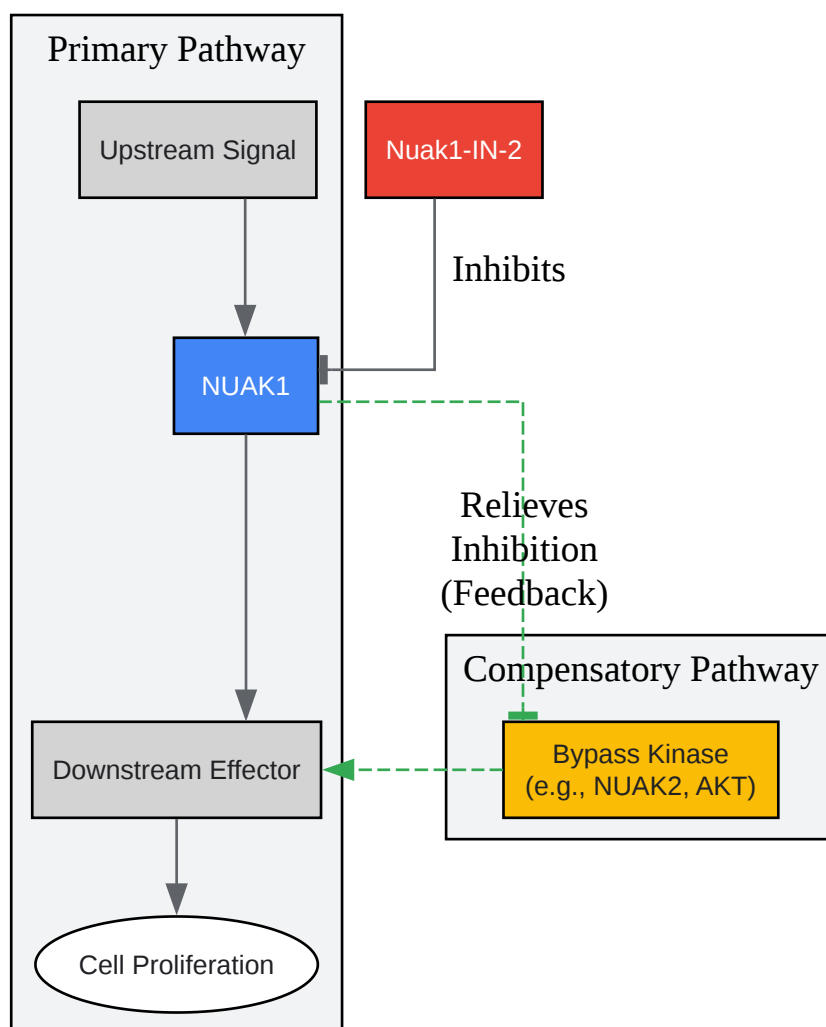 Primary Pathway
Upstream Signal
Nuak1-IN-2
Inhibits
NUAK1
Relieves
Inhibition
(Feedback)
Compensatory Pathway
Bypass Kinase
(e.g., NUAK2, AKT)
Downstream Effector
Cell Proliferation